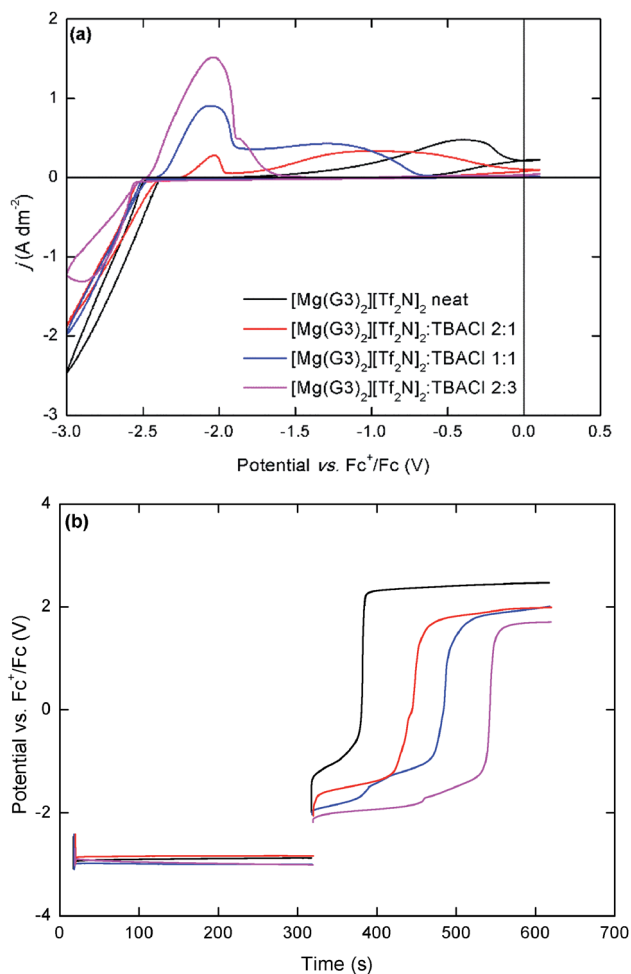 (a)
2
1
0
-1
-2
-3
j (A dm⁻²)
[Mg(G3)₂][Tf₂N]₂ neat
[Mg(G3)₂][Tf₂N]₂:TBACl 2:1
[Mg(G3)₂][Tf₂N]₂:TBACl 1:1
[Mg(G3)₂][Tf₂N]₂:TBACl 2:3
-3.0 -2.5 -2.0 -1.5 -1.0 -0.5 0.0 0.5
Potential vs. Fc⁺/Fc (V)
(b)
4
2
0
-2
-4
Potential vs. Fc⁺/Fc (V)
0 100 200 300 400 500 600 700
Time (s)